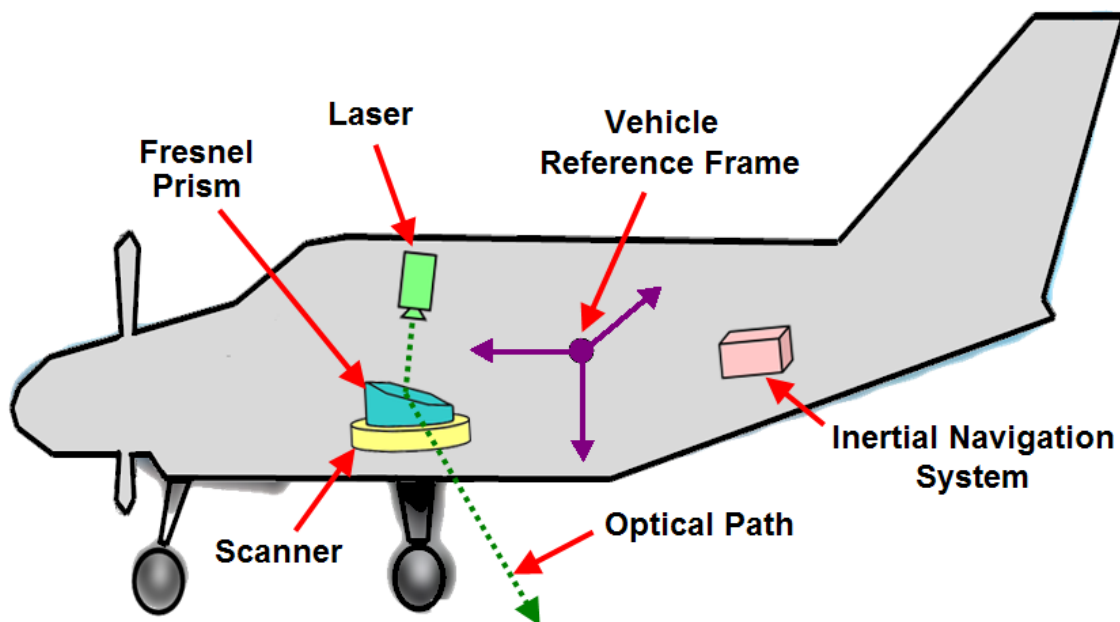 Laser
Vehicle
Reference Frame
Fresnel
Prism
Inertial Navigation
System
Optical Path
Scanner